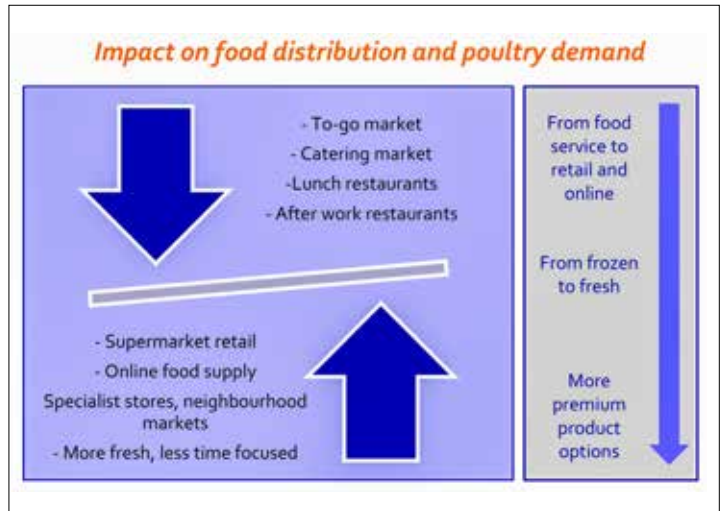 Impact on food distribution and poultry demand
- To-go market
- Catering market
-Lunch restaurants
- After work restaurants
- Supermarket retail
- Online food supply
Specialist stores, neighbourhood
markets
- More fresh, less time focused
From food
service to
retail and
online
From frozen
to fresh
More
premium
product
options